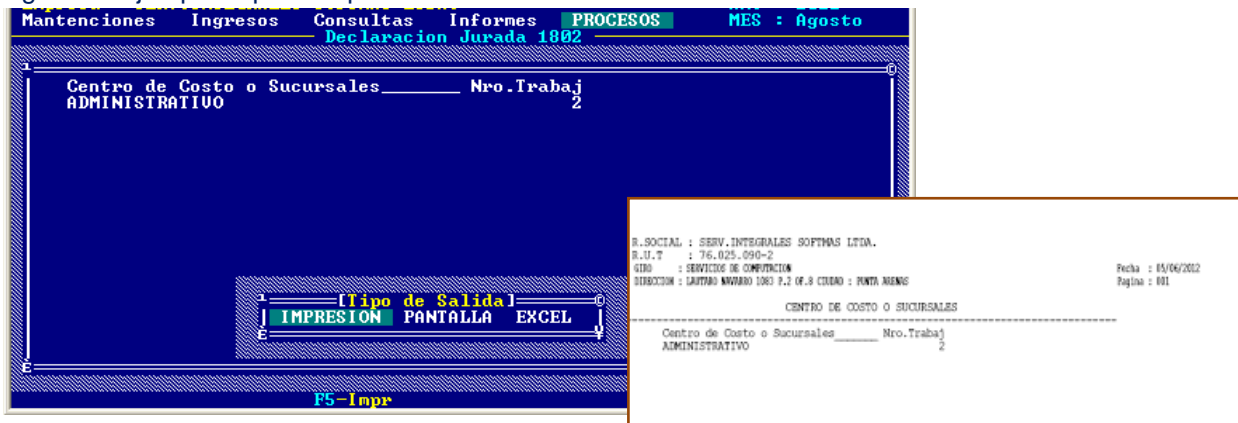 Mantenciones Ingresos Consultas Informes PROCESOS MES : Agosto
Declaracion Jurada 1802
Centro de Costo o Sucursales_______ Nro.Trabaj
ADMINISTRATIVO 2
[Tipo de Salida]
IMPRESION PANTALLA EXCEL
F5-Impr
R.SOCIAL : SERV.INTEGRALES SOFTMAS LTDA.
R.U.T : 76.025.090-2
GIRO : SERVICIOS DE COMPUTACION Fecha : 05/06/2012
DIRECCION : LAUTARO NAVARRO 1083 P.2 OF.8 CIUDAD : PUNTA ARENAS Pagina : 001
CENTRO DE COSTO O SUCURSALES
Centro de Costo o Sucursales_______ Nro.Trabaj
ADMINISTRATIVO 2